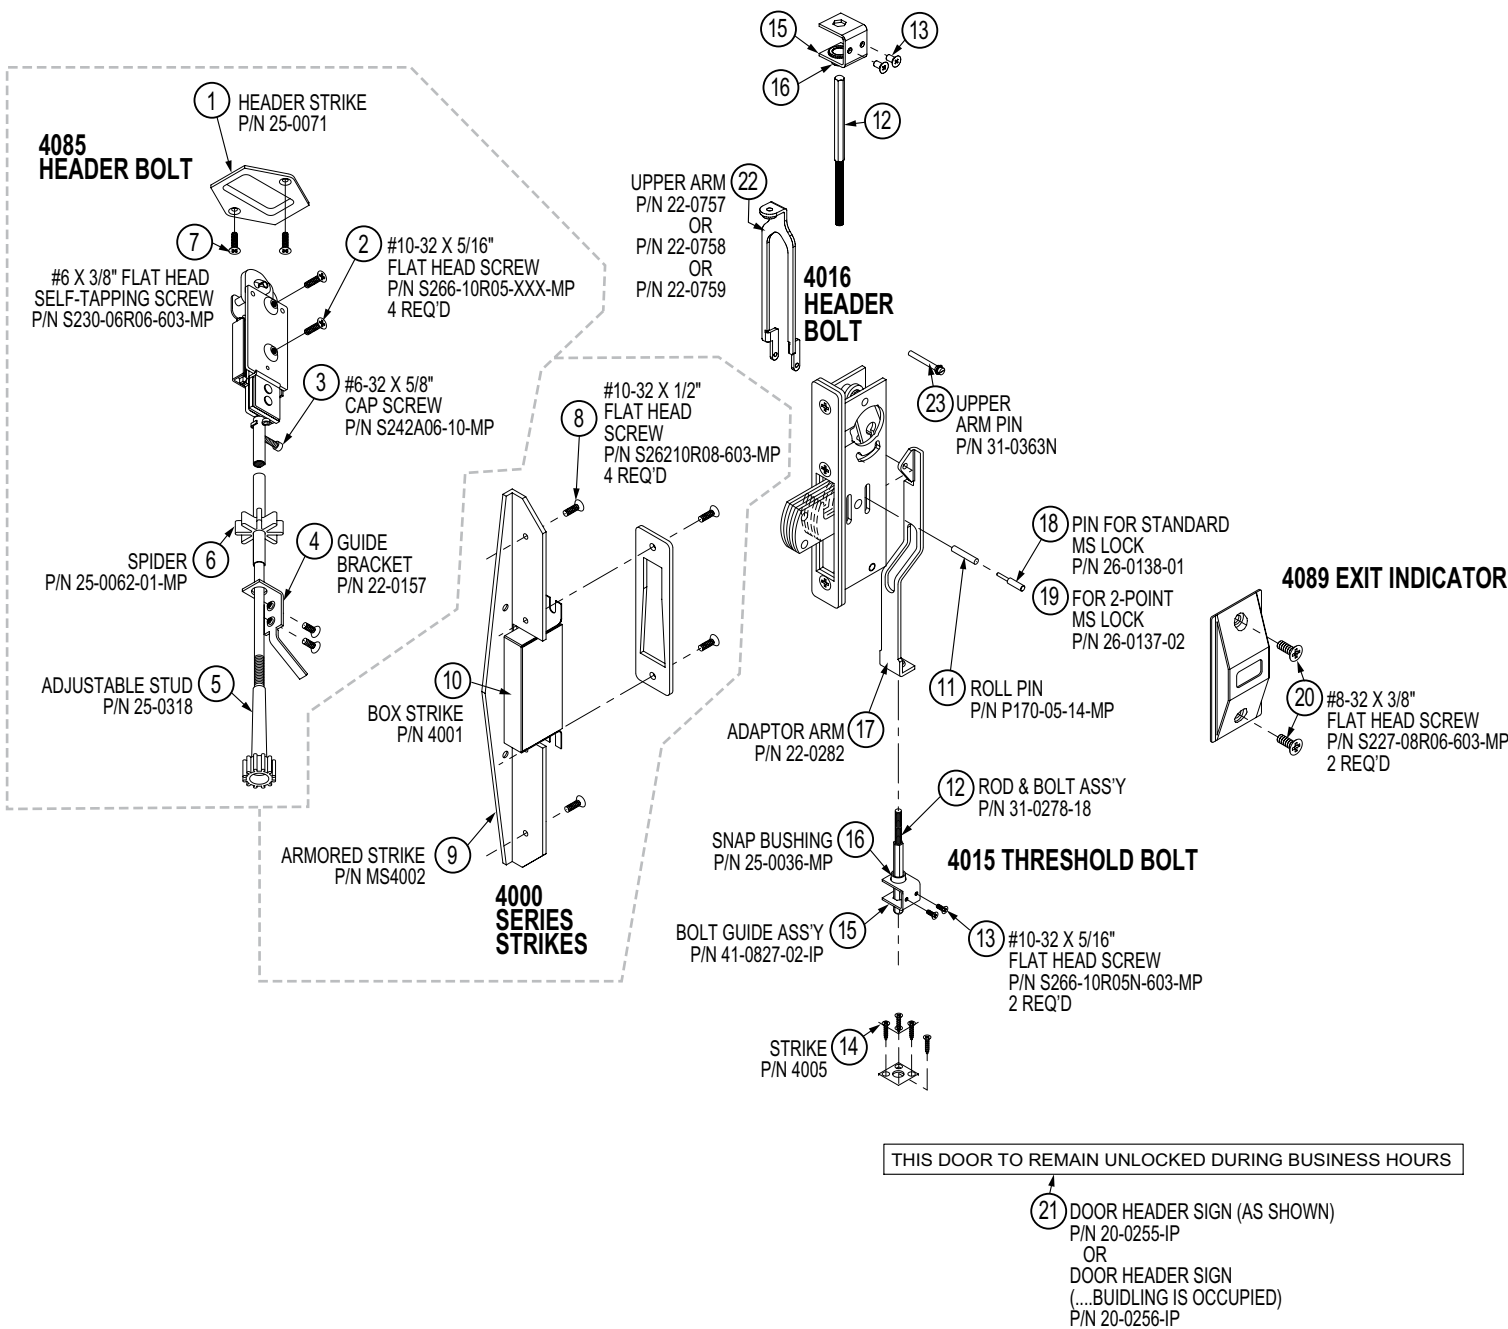 1
HEADER STRIKE
P/N 25-0071
4085
HEADER BOLT
7
#6 X 3/8" FLAT HEAD
SELF-TAPPING SCREW
P/N S230-06R06-603-MP
2
#10-32 X 5/16"
FLAT HEAD SCREW
P/N S266-10R05-XXX-MP
4 REQ'D
3
#6-32 X 5/8"
CAP SCREW
P/N S242A06-10-MP
6
SPIDER
P/N 25-0062-01-MP
4
GUIDE
BRACKET
P/N 22-0157
5
ADJUSTABLE STUD
P/N 25-0318
8
#10-32 X 1/2"
FLAT HEAD
SCREW
P/N S26210R08-603-MP
4 REQ'D
10
BOX STRIKE
P/N 4001
9
ARMORED STRIKE
P/N MS4002
4000
SERIES
STRIKES
15
13
16
12
22
UPPER ARM
P/N 22-0757
OR
P/N 22-0758
OR
P/N 22-0759
4016
HEADER
BOLT
23
UPPER
ARM PIN
P/N 31-0363N
18
PIN FOR STANDARD
MS LOCK
P/N 26-0138-01
19
FOR 2-POINT
MS LOCK
P/N 26-0137-02
11
ROLL PIN
P/N P170-05-14-MP
17
ADAPTOR ARM
P/N 22-0282
4089 EXIT INDICATOR
20
#8-32 X 3/8"
FLAT HEAD SCREW
P/N S227-08R06-603-MP
2 REQ'D
12
ROD & BOLT ASS'Y
P/N 31-0278-18
16
SNAP BUSHING
P/N 25-0036-MP
4015 THRESHOLD BOLT
15
BOLT GUIDE ASS'Y
P/N 41-0827-02-IP
13
#10-32 X 5/16"
FLAT HEAD SCREW
P/N S266-10R05N-603-MP
2 REQ'D
14
STRIKE
P/N 4005
THIS DOOR TO REMAIN UNLOCKED DURING BUSINESS HOURS
21
DOOR HEADER SIGN (AS SHOWN)
P/N 20-0255-IP
OR
DOOR HEADER SIGN
(....BUIDLING IS OCCUPIED)
P/N 20-0256-IP